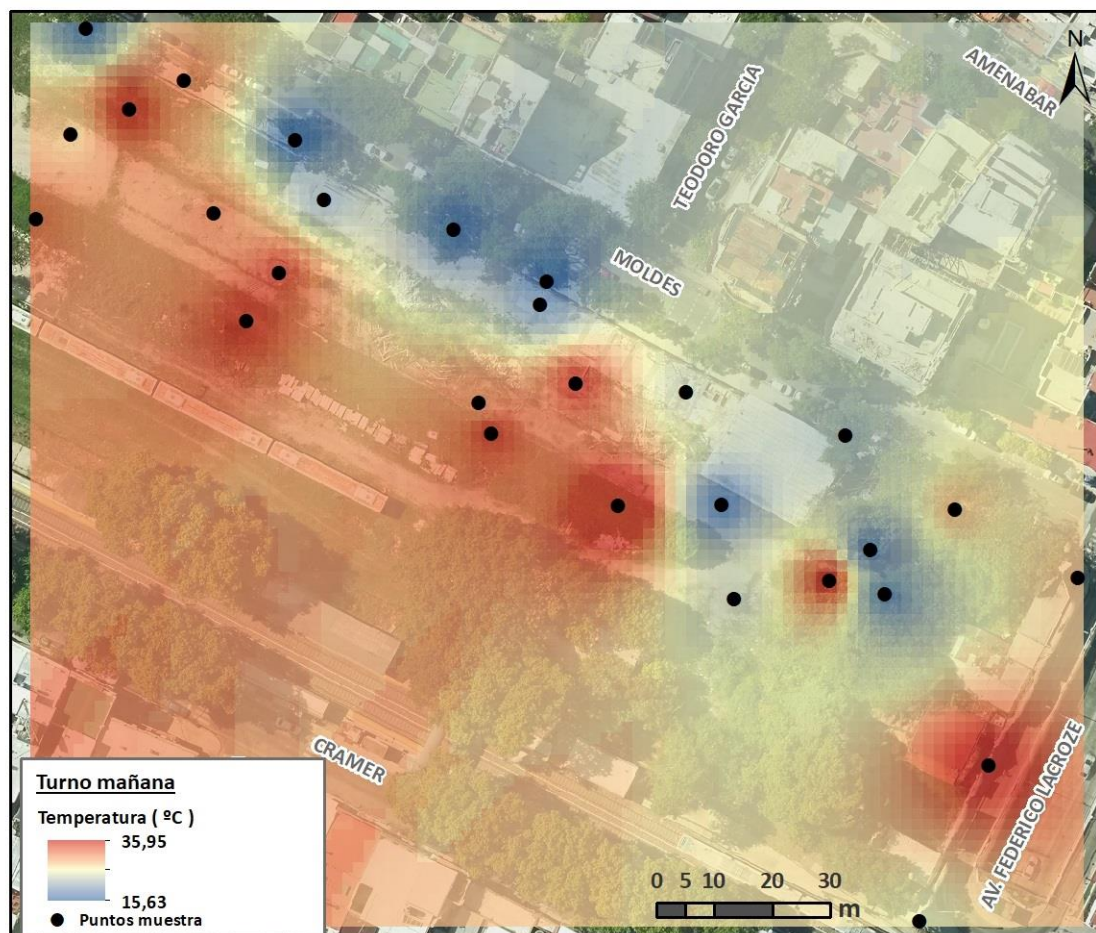 N
AMENABAR
TEODORO GARCIA
MOLDES
CRAMER
AV. FEDERICO LACROZE
Turno mañana
Temperatura ( ºC )
35,95
15,63
Puntos muestra
0 5 10 20 30
m